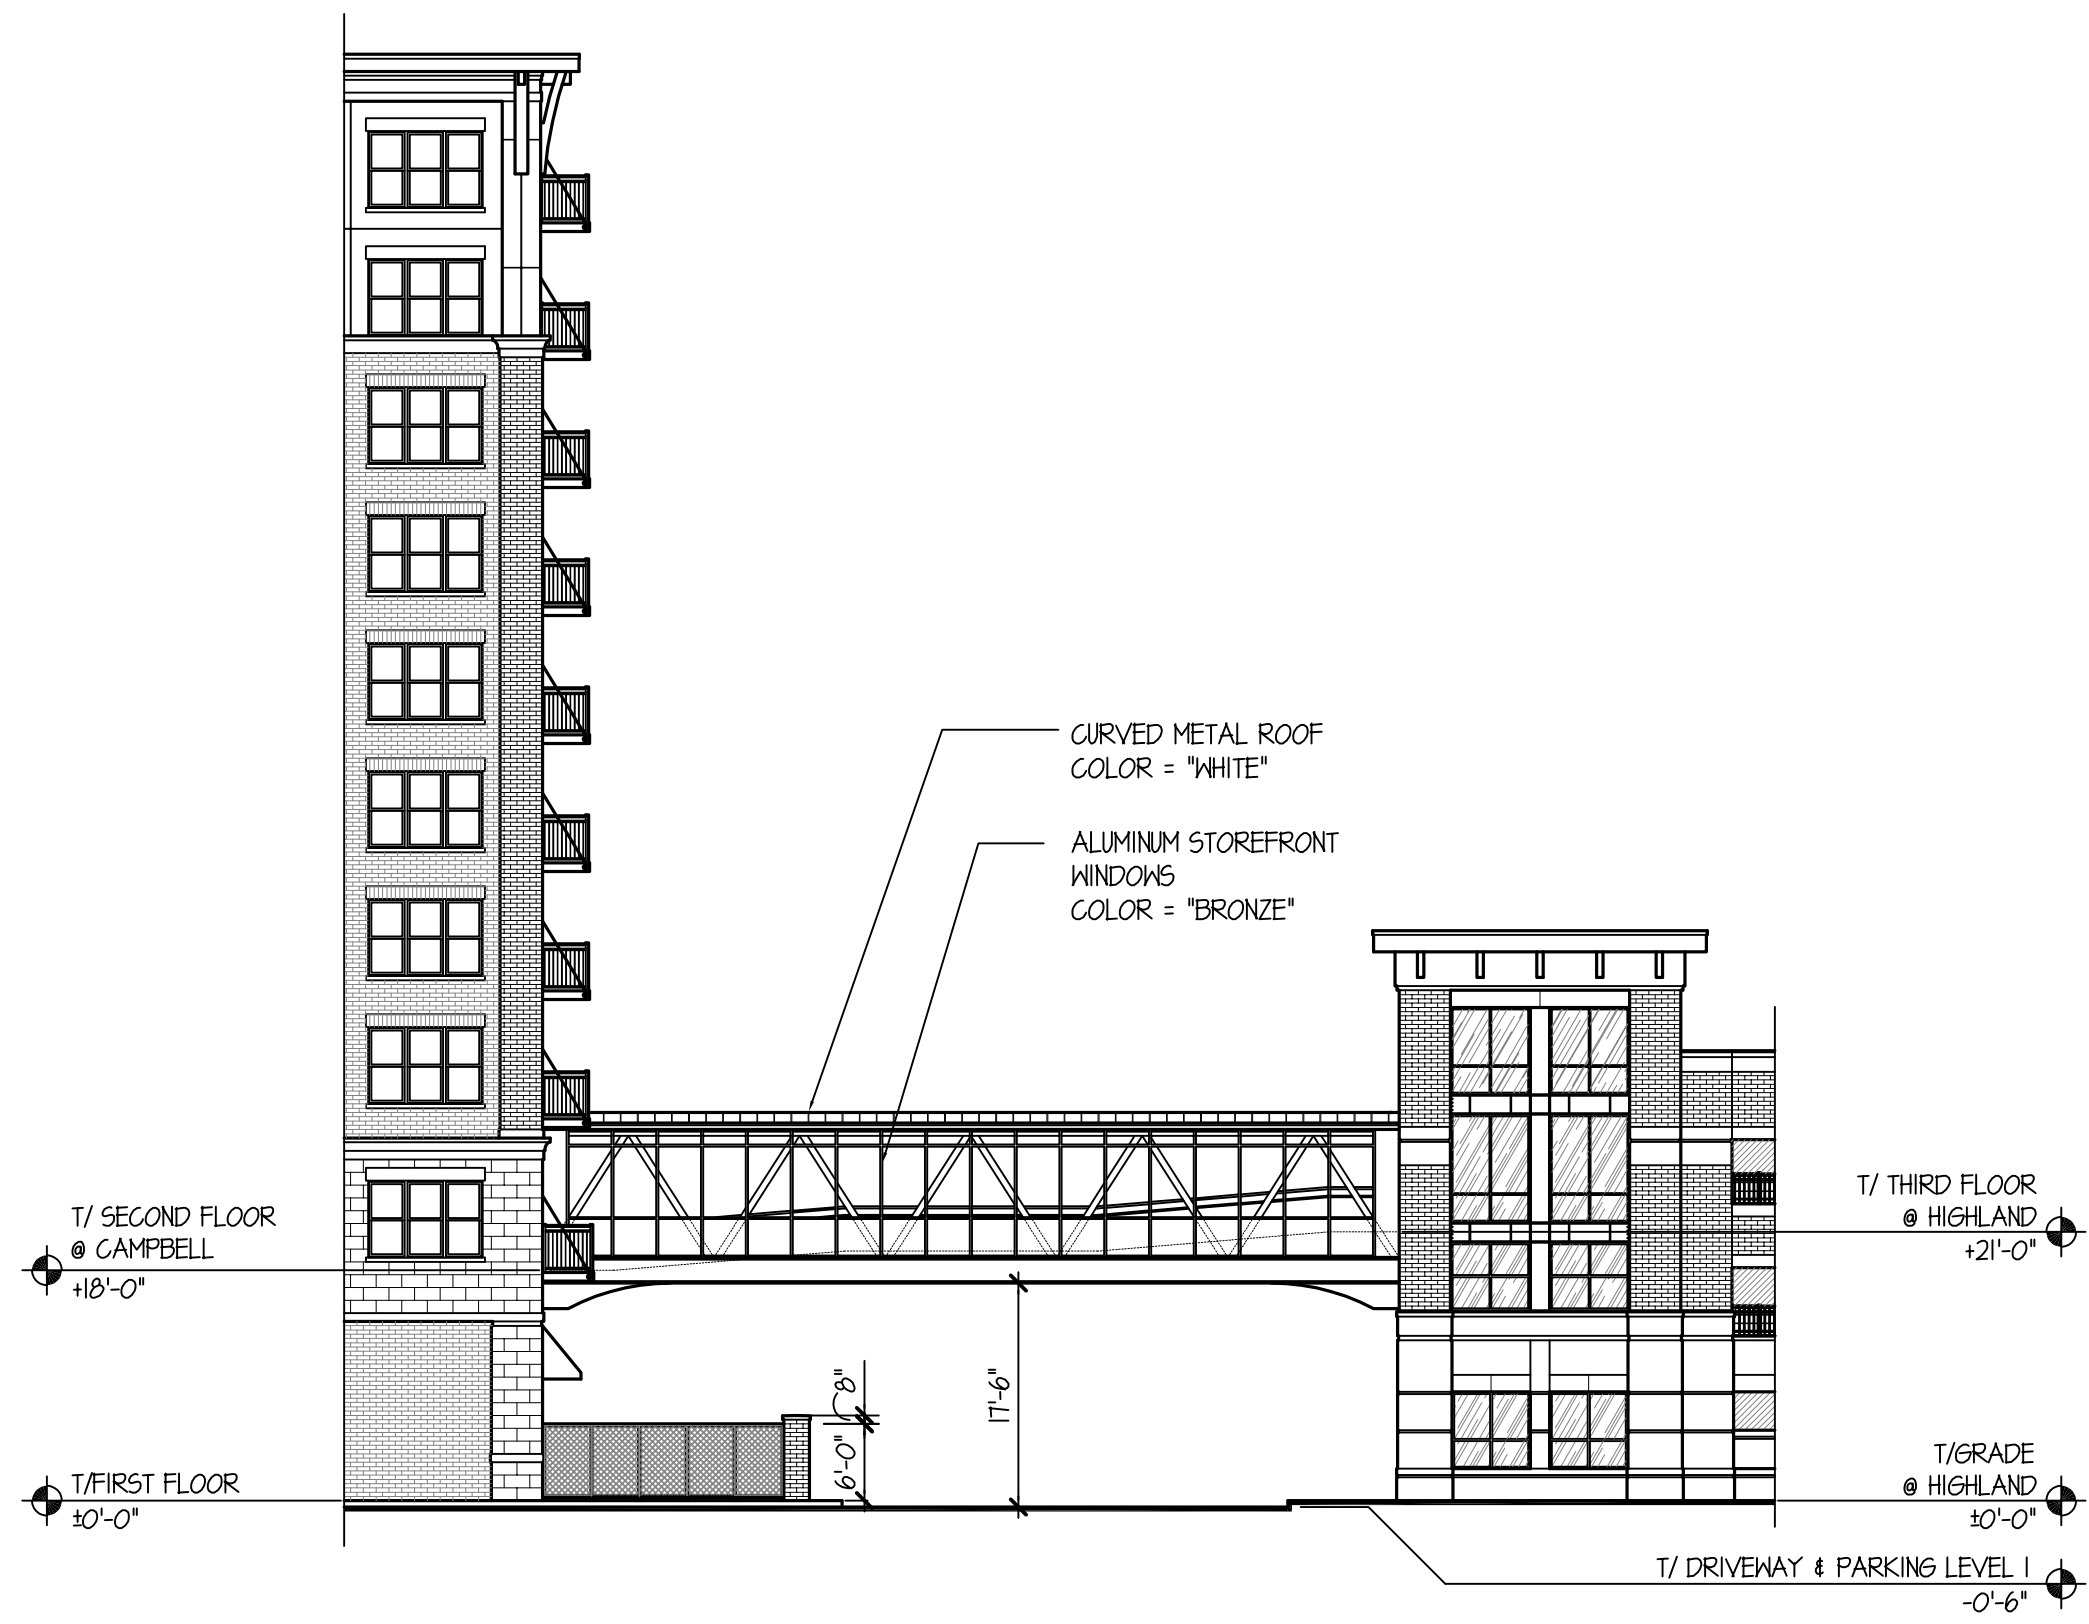 CURVED METAL ROOF
COLOR = "WHITE"
ALUMINUM STOREFRONT
WINDOWS
COLOR = "BRONZE"
T/ SECOND FLOOR
@ CAMPBELL
+18'-0"
T/ THIRD FLOOR
@ HIGHLAND
+21'-0"
8"
17'-6"
6'-0"
T/FIRST FLOOR
±0'-0"
T/GRADE
@ HIGHLAND
±0'-0"
T/ DRIVEWAY & PARKING LEVEL 1
-0'-6"